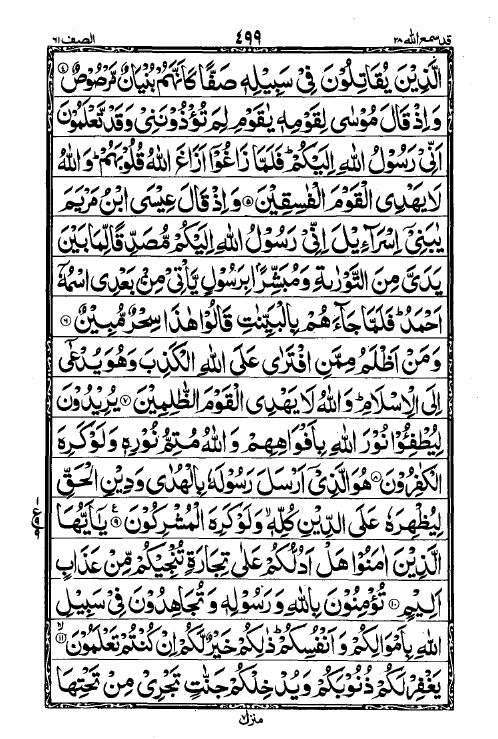 قد سمع الله ٢٨ ٤٩٩ الصف ٦١
الَّذِيْنَ يُقَاتِلُوْنَ فِيْ سَبِيْلِهٖ صَفًّا كَاَنَّهُمْ بُنْيَانٌ مَّرْصُوْصٌ ۝٤
وَاِذْ قَالَ مُوْسٰى لِقَوْمِهٖ يٰقَوْمِ لِمَ تُؤْذُوْنَنِيْ وَقَدْ تَّعْلَمُوْنَ
اَنِّيْ رَسُوْلُ اللّٰهِ اِلَيْكُمْ ؕ فَلَمَّا زَاغُوْۤا اَزَاغَ اللّٰهُ قُلُوْبَهُمْ ؕ وَاللّٰهُ
لَا يَهْدِي الْقَوْمَ الْفٰسِقِيْنَ ۝٥ وَاِذْ قَالَ عِيْسَى ابْنُ مَرْيَمَ
يٰبَنِيْۤ اِسْرَآءِيْلَ اِنِّيْ رَسُوْلُ اللّٰهِ اِلَيْكُمْ مُّصَدِّقًا لِّمَا بَيْنَ
يَدَيَّ مِنَ التَّوْرٰىةِ وَمُبَشِّرًۢا بِرَسُوْلٍ يَّاْتِيْ مِنْۢ بَعْدِي اسْمُهٗۤ
اَحْمَدُ ؕ فَلَمَّا جَآءَهُمْ بِالْبَيِّنٰتِ قَالُوْا هٰذَا سِحْرٌ مُّبِيْنٌ ۝٦
وَمَنْ اَظْلَمُ مِمَّنِ افْتَرٰى عَلَى اللّٰهِ الْكَذِبَ وَهُوَ يُدْعٰۤى
اِلَى الْاِسْلَامِ ؕ وَاللّٰهُ لَا يَهْدِي الْقَوْمَ الظّٰلِمِيْنَ ۝٧ يُرِيْدُوْنَ
لِيُطْفِـُٔوْا نُوْرَ اللّٰهِ بِاَفْوَاهِهِمْ وَاللّٰهُ مُتِمُّ نُوْرِهٖ وَلَوْ كَرِهَ
الْكٰفِرُوْنَ ۝٨ هُوَ الَّذِيْۤ اَرْسَلَ رَسُوْلَهٗ بِالْهُدٰى وَدِيْنِ الْحَقِّ
لِيُظْهِرَهٗ عَلَى الدِّيْنِ كُلِّهٖ ۙ وَلَوْ كَرِهَ الْمُشْرِكُوْنَ ۝٩ يٰۤاَيُّهَا
الَّذِيْنَ اٰمَنُوْا هَلْ اَدُلُّكُمْ عَلٰى تِجَارَةٍ تُنْجِيْكُمْ مِّنْ عَذَابٍ
اَلِيْمٍ ۝١٠ تُؤْمِنُوْنَ بِاللّٰهِ وَرَسُوْلِهٖ وَتُجَاهِدُوْنَ فِيْ سَبِيْلِ
اللّٰهِ بِاَمْوَالِكُمْ وَاَنْفُسِكُمْ ؕ ذٰلِكُمْ خَيْرٌ لَّكُمْ اِنْ كُنْتُمْ تَعْلَمُوْنَ ۝١١
يَغْفِرْ لَكُمْ ذُنُوْبَكُمْ وَيُدْخِلْكُمْ جَنّٰتٍ تَجْرِيْ مِنْ تَحْتِهَا
منزل